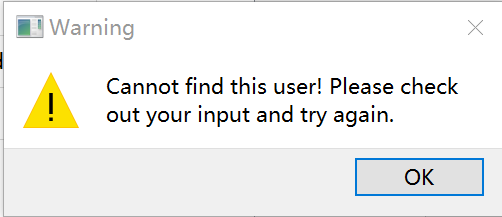 Warning
Cannot find this user! Please check
out your input and try again.
OK